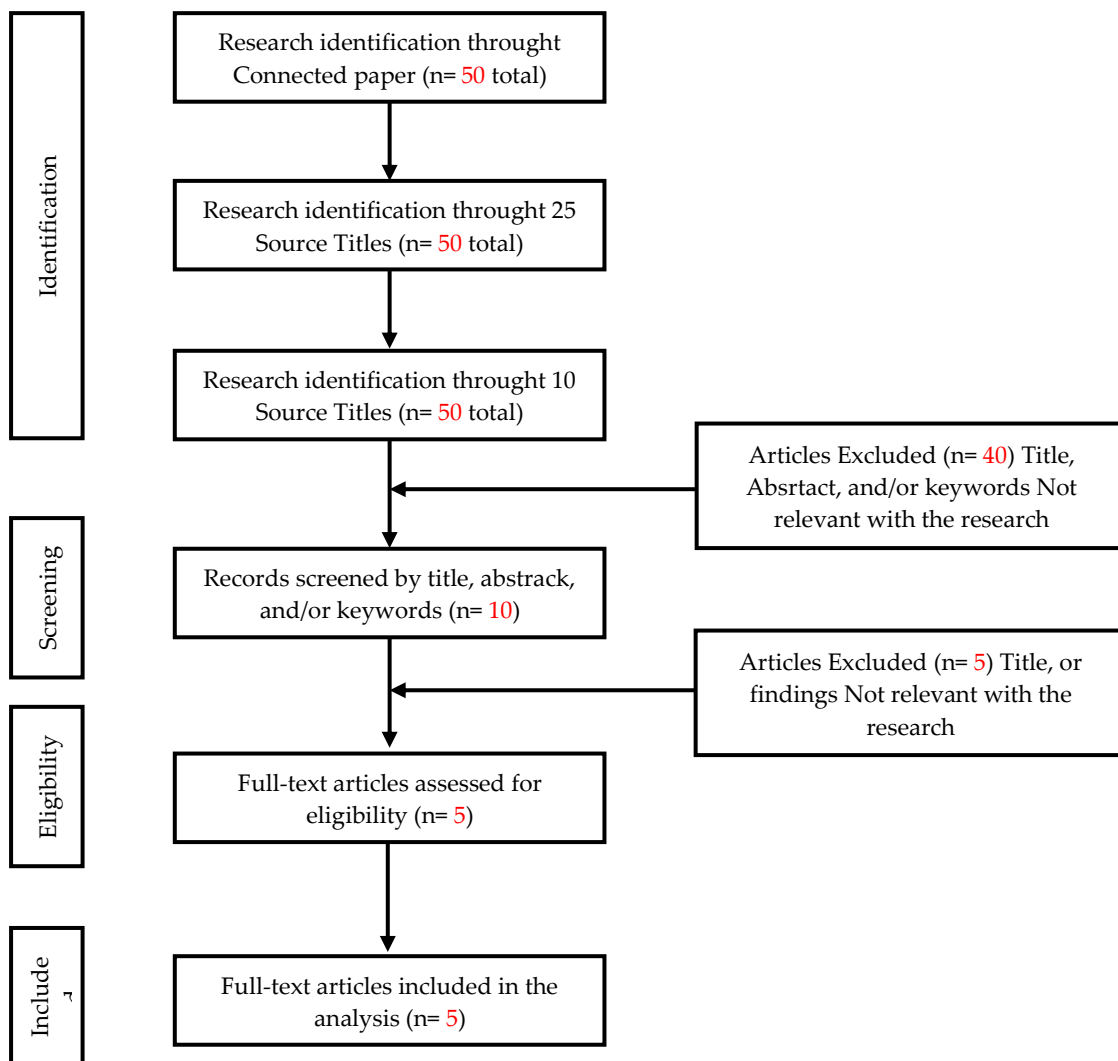 Identification
Research identification throught
Connected paper (n= 50 total)
Research identification throught 25
Source Titles (n= 50 total)
Research identification throught 10
Source Titles (n= 50 total)
Articles Excluded (n= 40) Title,
Absrtact, and/or keywords Not
relevant with the research
Screening
Records screened by title, abstrack,
and/or keywords (n= 10)
Articles Excluded (n= 5) Title, or
findings Not relevant with the
research
Eligibility
Full-text articles assessed for
eligibility (n= 5)
Include
Full-text articles included in the
analysis (n= 5)